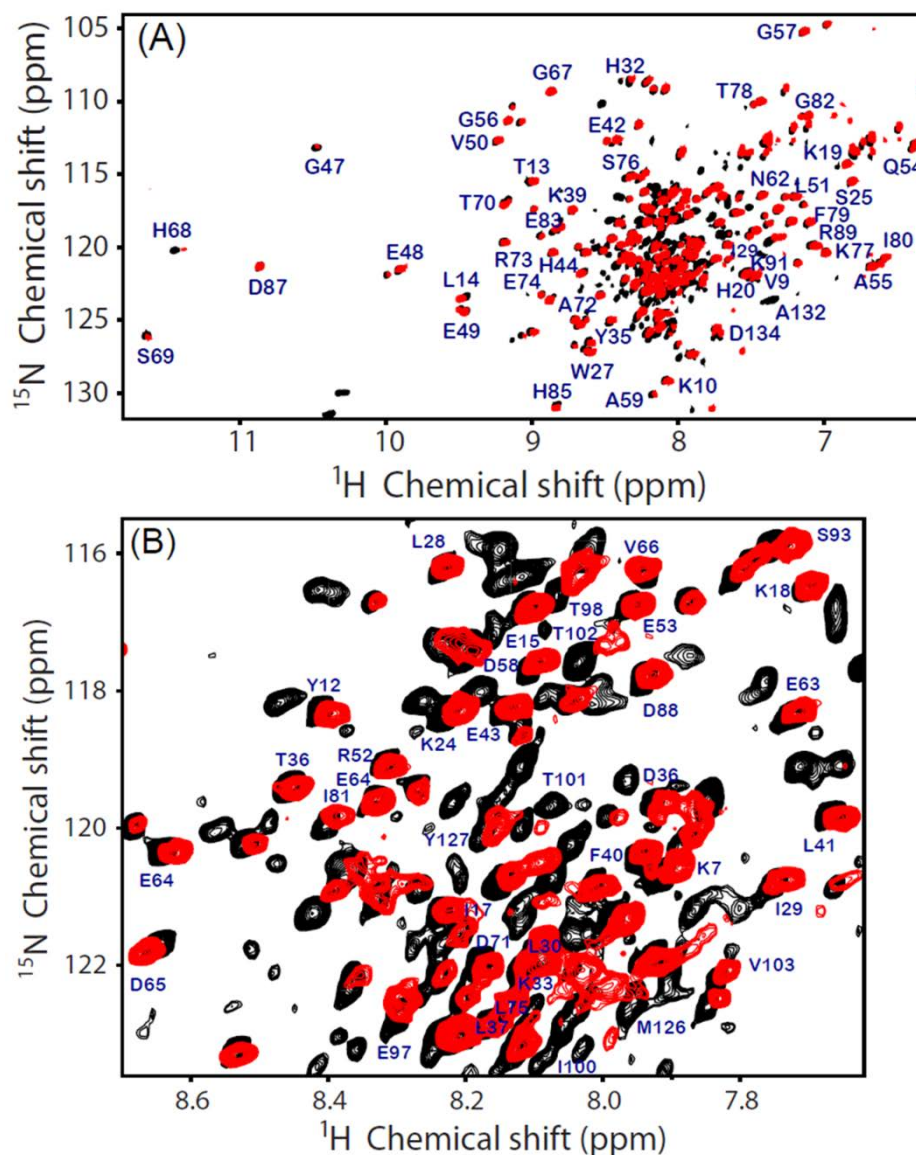 (A)
104
105
110
115
120
125
130
¹⁵N Chemical shift (ppm)
G57
G67
H32
T78
G82
G56
E42
V50
K19
G47
S76
Q54
T13
N62
L51
S25
K39
T70
F79
H68
E83
R89
I80
E48
R73
H44
I29
K77
D87
E74
K91
L14
V9
A55
H20
A72
A132
E49
Y35
D134
S69
W27
K10
H85
A59
11
10
9
8
7
¹H Chemical shift (ppm)
(B)
116
118
120
122
¹⁵N Chemical shift (ppm)
L28
V66
S93
K18
T98
E53
E15
T102
D58
Y12
D88
E63
K24
E43
R52
T36
E64
T101
D36
I81
Y127
L41
F40
E64
K7
I17
I29
D71
L30
D65
K33
V103
L75
L37
M126
E97
I100
8.6
8.4
8.2
8.0
7.8
¹H Chemical shift (ppm)